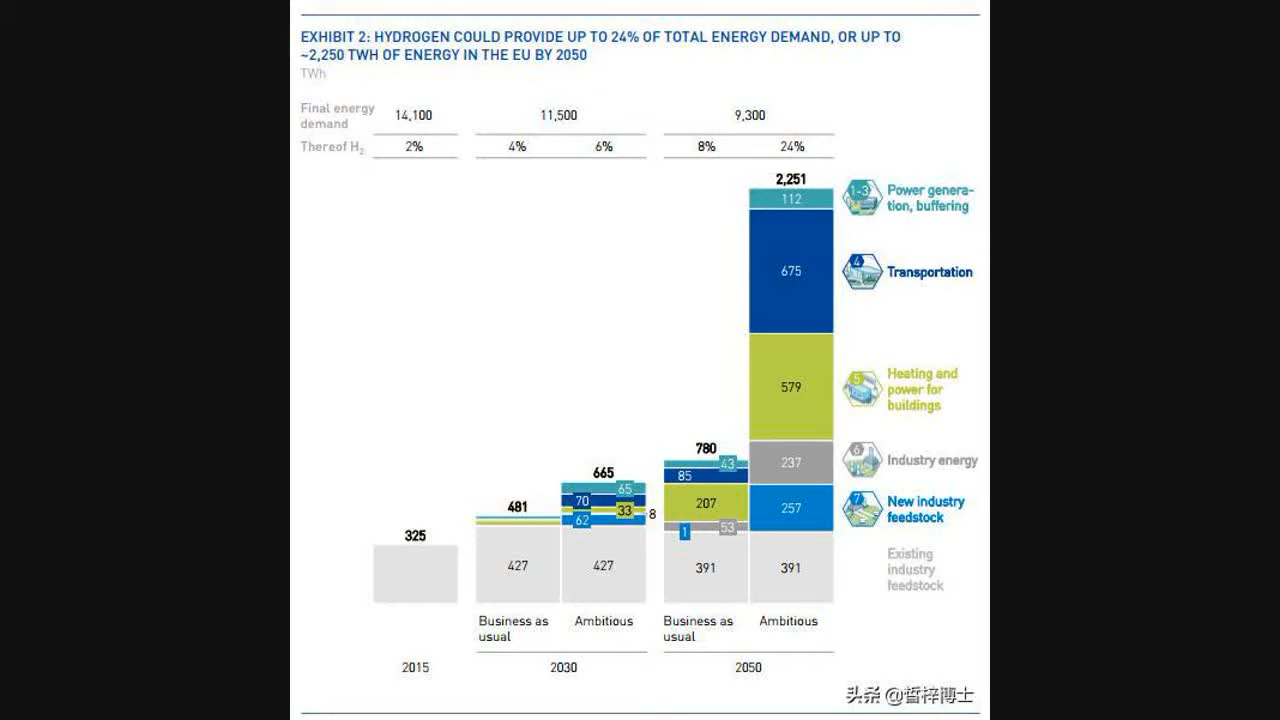 EXHIBIT 2: HYDROGEN COULD PROVIDE UP TO 24% OF TOTAL ENERGY DEMAND, OR UP TO
~2,250 TWH OF ENERGY IN THE EU BY 2050
TWh
Final energy
demand
14,100
11,500
9,300
Thereof H₂
2%
4%
6%
8%
24%
2,251
112
675
579
237
257
391
780
43
85
207
53
1
391
665
65
70
33
8
62
427
481
427
325
1-3
Power genera-
tion, buffering
4
Transportation
5
Heating and
power for
buildings
6
Industry energy
7
New industry
feedstock
Existing
industry
feedstock
Business as
usual
Ambitious
Business as
usual
Ambitious
2015
2030
2050
头条 @哲梓博士